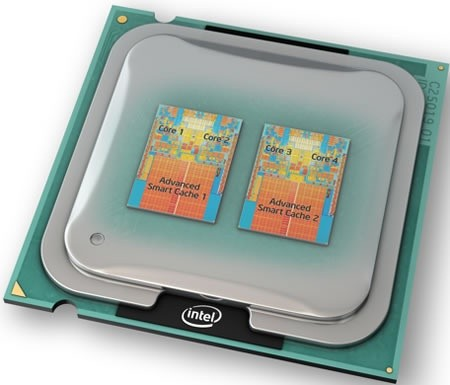 Core 1
Core 2
Advanced
Smart Cache 1
Core 3
Core 4
Advanced
Smart Cache 2
intel